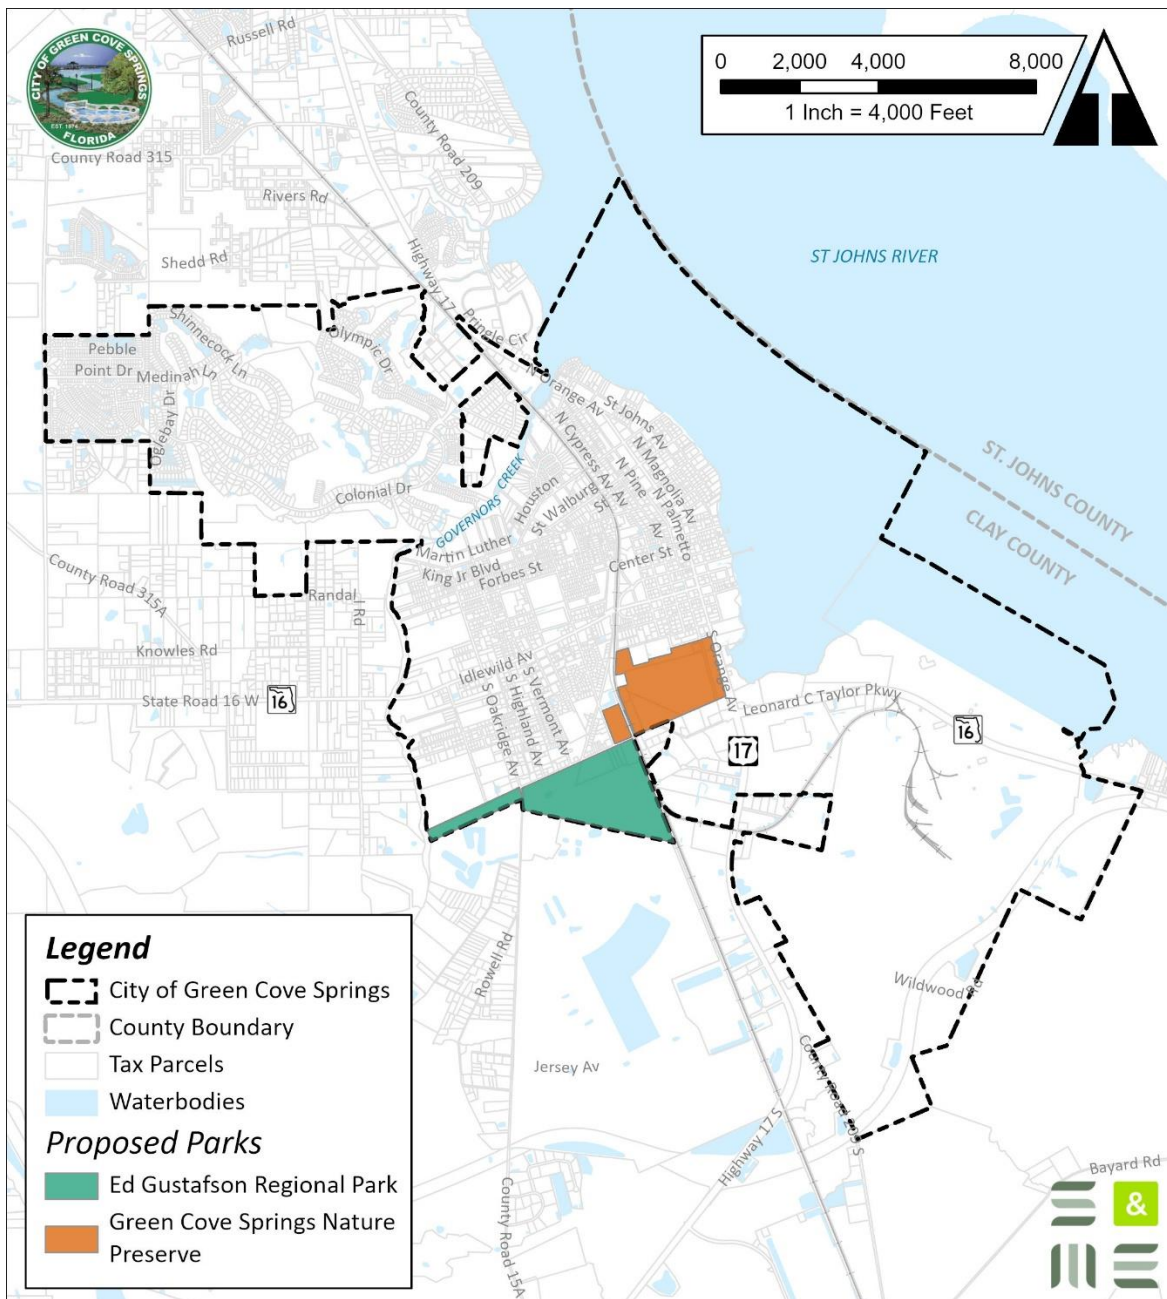 CITY OF GREEN COVE SPRINGS
EST. 1874
FLORIDA
0 2,000 4,000 8,000
1 Inch = 4,000 Feet
Russell Rd
County Road 315
County Road 209
Rivers Rd
Shedd Rd
Highway 17
ST JOHNS RIVER
Pringle Cir
Shinnecock Ln
Olympic Dr
Pebble
Point Dr
Medinah Ln
Oglebay Dr
N Orange Av
St Johns Av
N Cypress Av
N Magnolia Av
N Pine
Av
N Palmetto
Av
ST. JOHNS COUNTY
CLAY COUNTY
Colonial Dr
GOVERNORS CREEK
Houston
St
Walburg
St
Martin Luther
King Jr Blvd
Forbes St
Center St
County Road 315A
Randal
l Rd
Knowles Rd
Idlewild Av
S Orange Av
State Road 16 W
16
S Vermont Av
S Highland Av
S Oakridge Av
Leonard C Taylor Pkwy
16
17
Rowell Rd
Wildwood Rd
Jersey Av
County Road 209 S
Highway 17 S
County Road 15A
Bayard Rd
Legend
City of Green Cove Springs
County Boundary
Tax Parcels
Waterbodies
Proposed Parks
Ed Gustafson Regional Park
Green Cove Springs Nature
Preserve
S &
M E